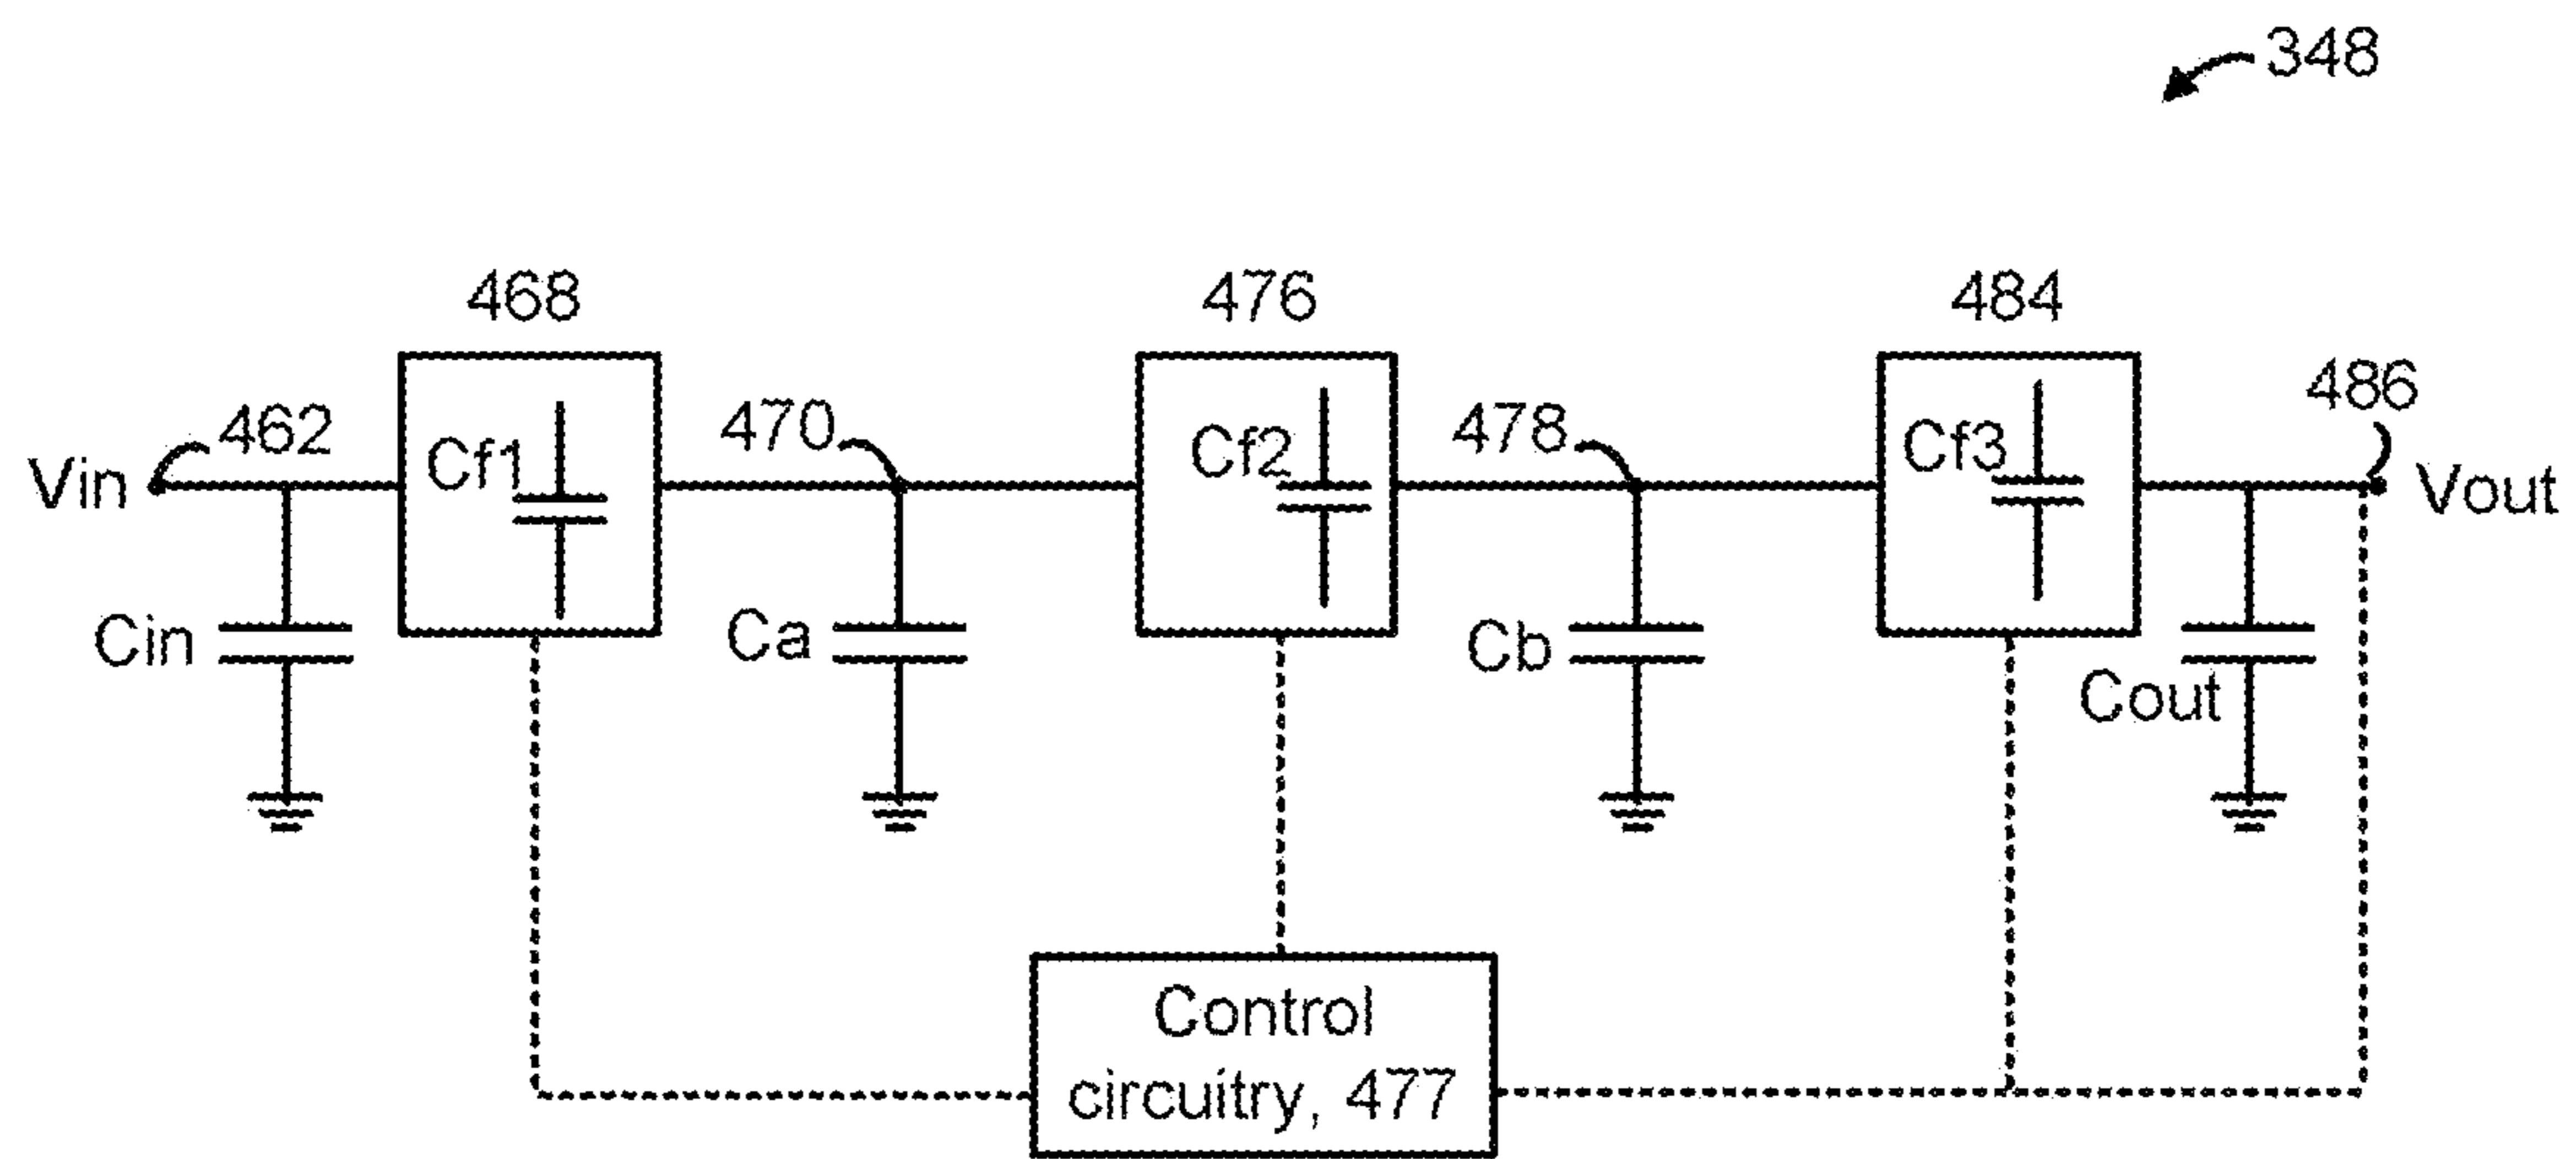 348
468
476
484
486
462
470
478
Vin
Cf1
Cf2
Cf3
Vout
Cin
Ca
Cb
Cout
Control
circuitry, 477